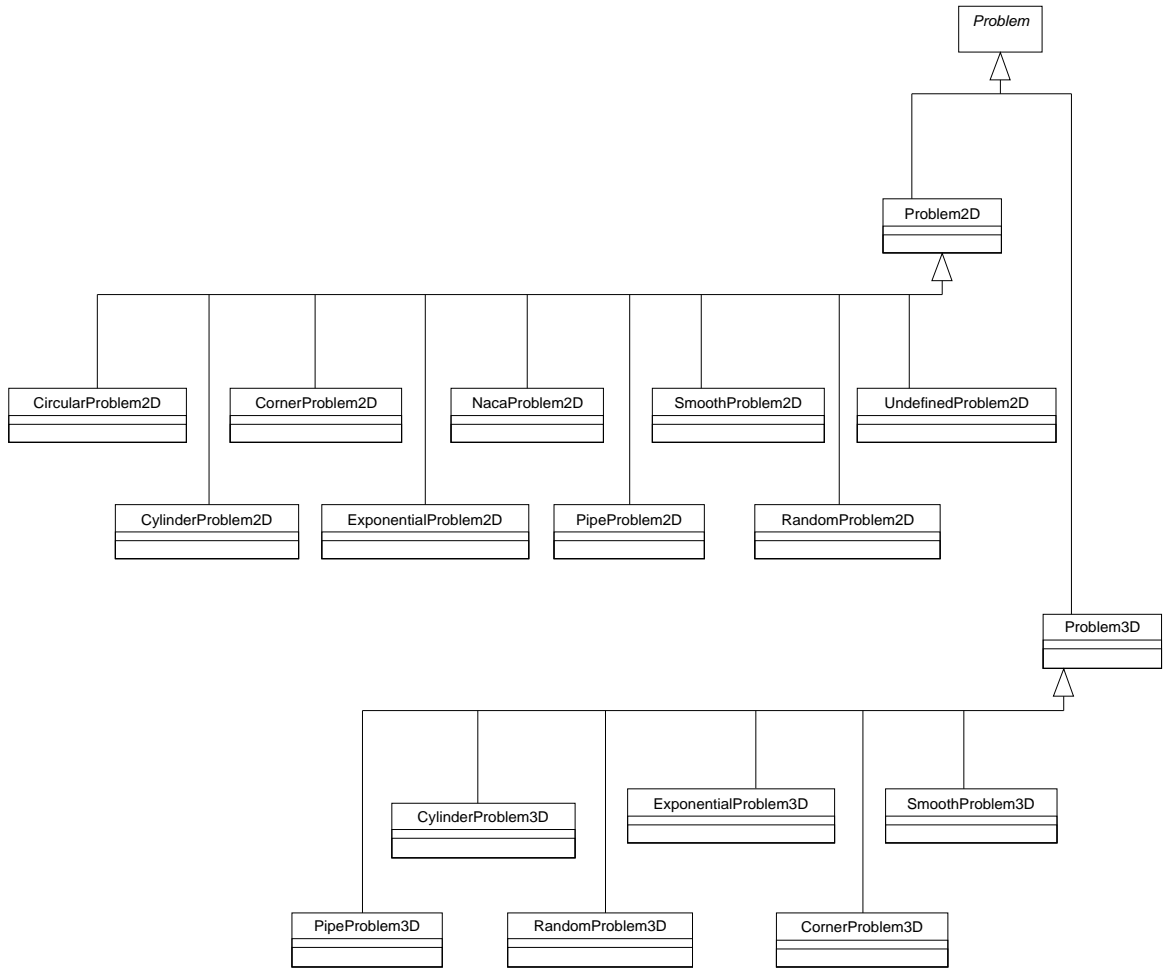 Problem
Problem2D
CircularProblem2D
CornerProblem2D
NacaProblem2D
SmoothProblem2D
UndefinedProblem2D
CylinderProblem2D
ExponentialProblem2D
PipeProblem2D
RandomProblem2D
Problem3D
ExponentialProblem3D
SmoothProblem3D
CylinderProblem3D
PipeProblem3D
RandomProblem3D
CornerProblem3D